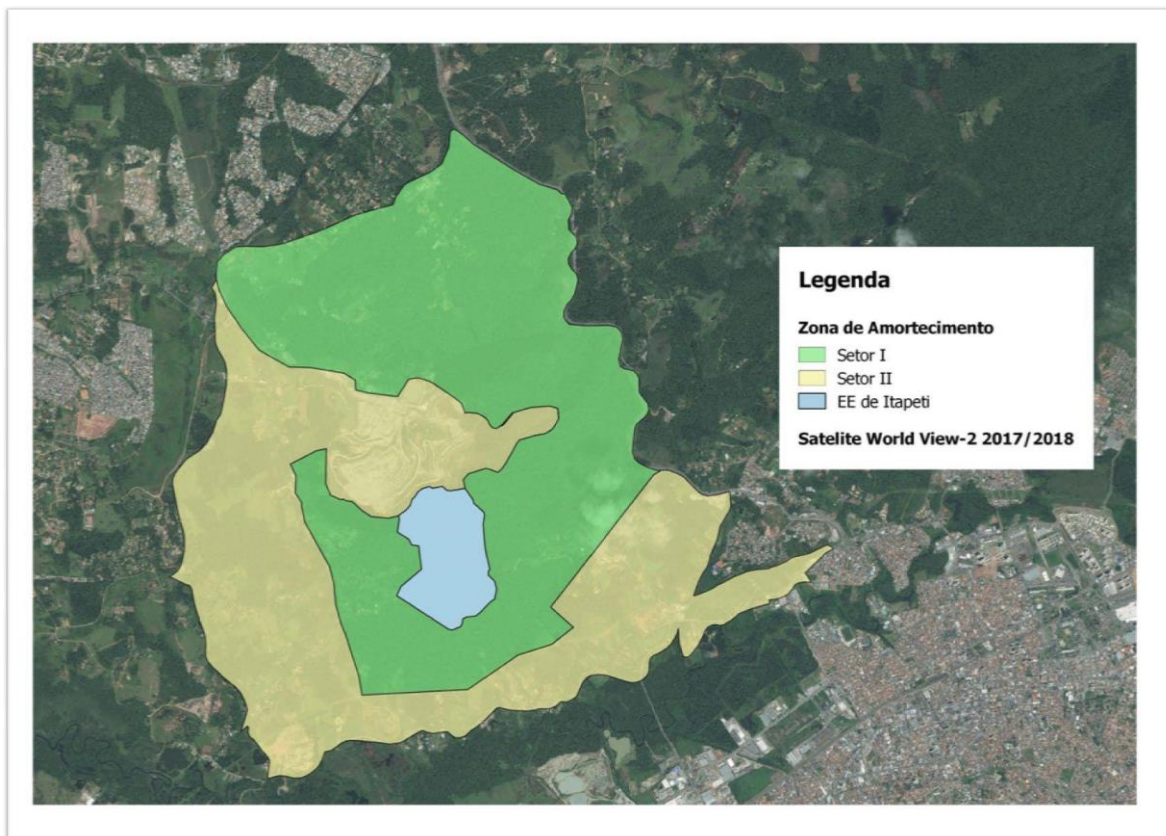 Legenda
Zona de Amortecimento
Setor I
Setor II
EE de Itapeti
Satelite World View-2 2017/2018